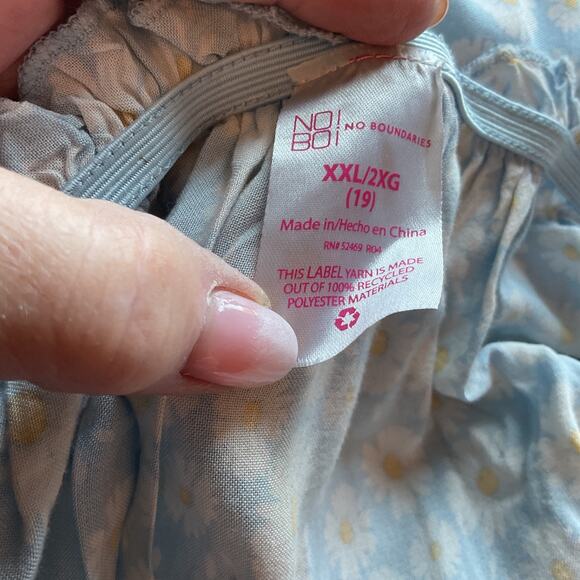 NO!
BO! NO BOUNDARIES
XXL/2XG
(19)
Made in/Hecho en China
RN# 52469 R04
THIS LABEL YARN IS MADE
OUT OF 100% RECYCLED
POLYESTER MATERIALS